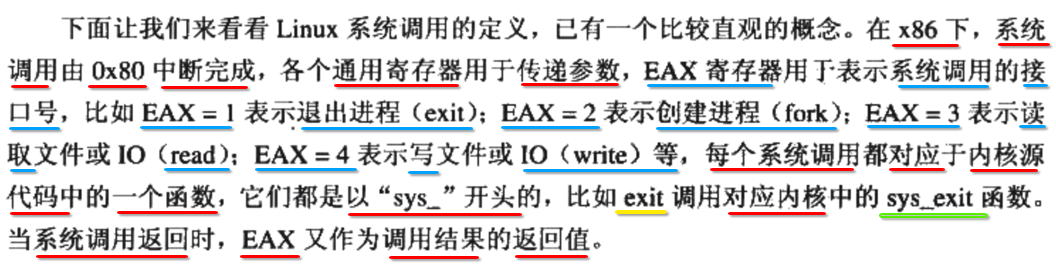 下面让我们来看看 Linux 系统调用的定义，已有一个比较直观的概念。在 x86 下，系统
调用由 0x80 中断完成，各个通用寄存器用于传递参数，EAX 寄存器用于表示系统调用的接
口号，比如 EAX = 1 表示退出进程（exit）；EAX = 2 表示创建进程（fork）；EAX = 3 表示读
取文件或 IO（read）；EAX = 4 表示写文件或 IO（write）等，每个系统调用都对应于内核源
代码中的一个函数，它们都是以“sys_”开头的，比如 exit 调用对应内核中的 sys_exit 函数。
当系统调用返回时，EAX 又作为调用结果的返回值。